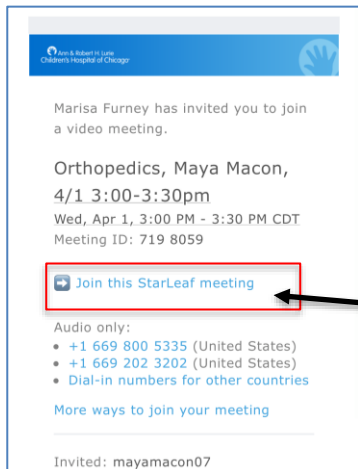 Ann & Robert H. Lurie
Children's Hospital of Chicago®
Marisa Furney has invited you to join
a video meeting.
Orthopedics, Maya Macon,
4/1 3:00-3:30pm
Wed, Apr 1, 3:00 PM - 3:30 PM CDT
Meeting ID: 719 8059
Join this StarLeaf meeting
Audio only:
• +1 669 800 5335 (United States)
• +1 669 202 3202 (United States)
• Dial-in numbers for other countries
More ways to join your meeting
Invited: mayamacon07